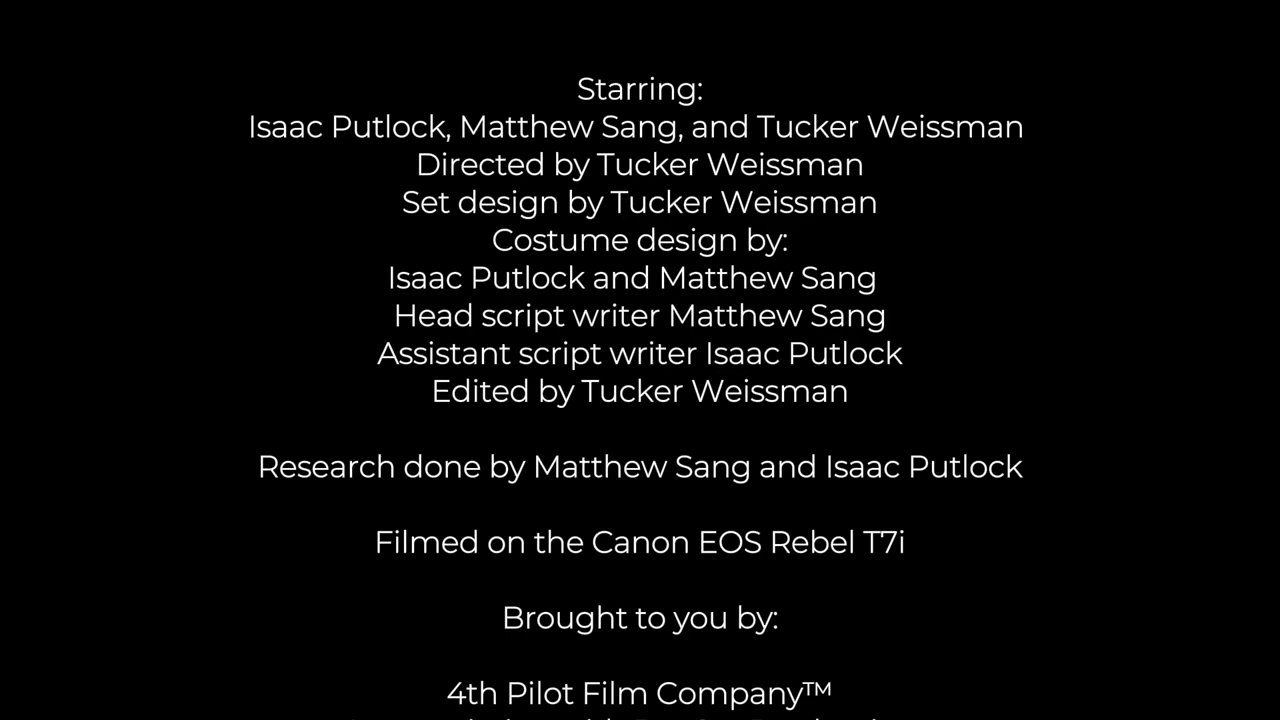 Starring:
Isaac Putlock, Matthew Sang, and Tucker Weissman
Directed by Tucker Weissman
Set design by Tucker Weissman
Costume design by:
Isaac Putlock and Matthew Sang
Head script writer Matthew Sang
Assistant script writer Isaac Putlock
Edited by Tucker Weissman
Research done by Matthew Sang and Isaac Putlock
Filmed on the Canon EOS Rebel T7i
Brought to you by:
4th Pilot Film Company™